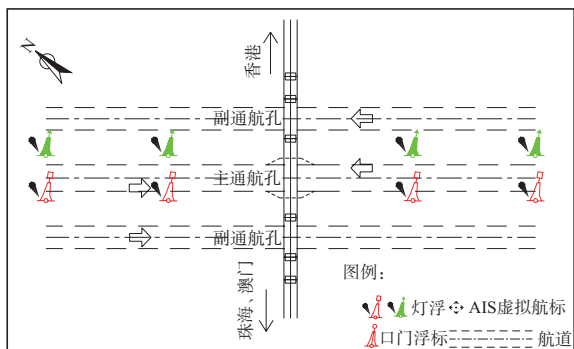 N
香港
副通航孔
主通航孔
副通航孔
珠海、澳门
图例：
灯浮 AIS虚拟航标
口门浮标 航道